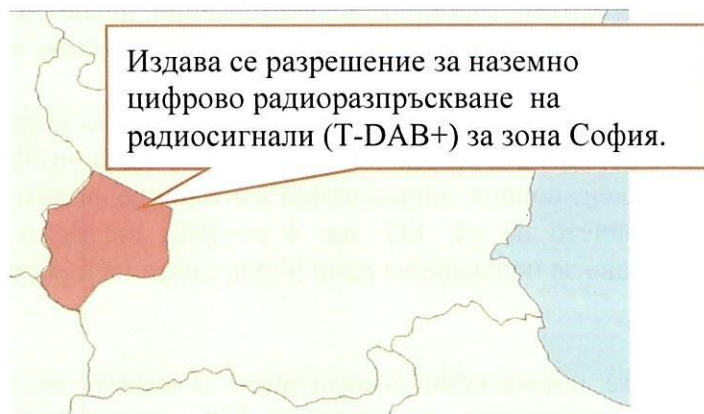 Издава се разрешение за наземно
цифрово радиоразпръскване на
радиосигнали (T-DAB+) за зона София.